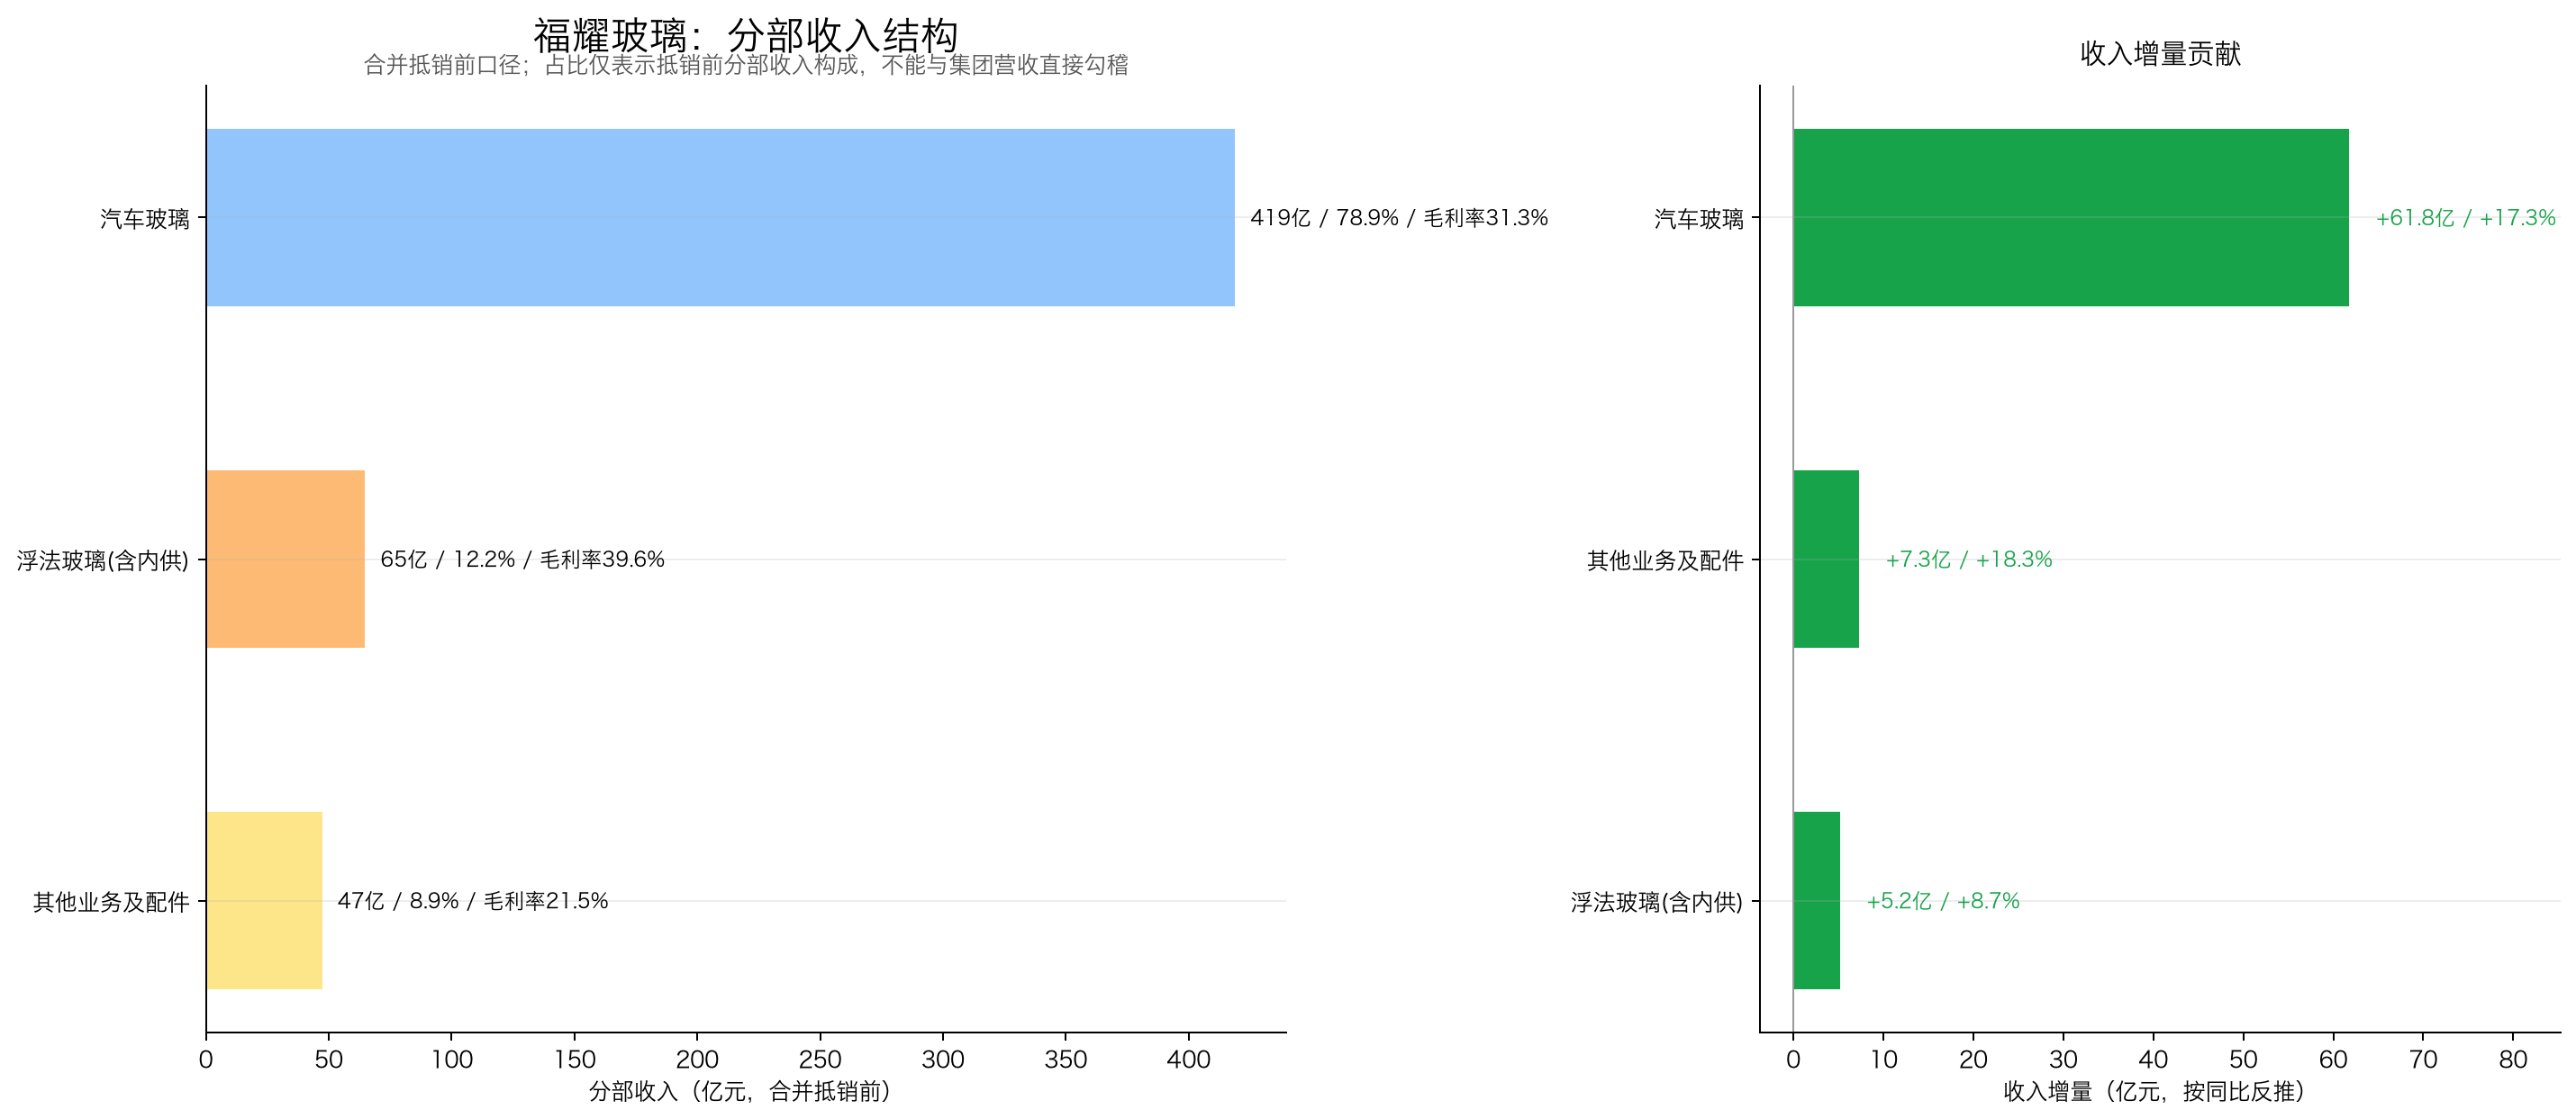 福耀玻璃：分部收入结构
合并抵销前口径；占比仅表示抵销前分部收入构成，不能与集团营收直接勾稽
汽车玻璃
419亿 / 78.9% / 毛利率31.3%
浮法玻璃(含内供)
65亿 / 12.2% / 毛利率39.6%
其他业务及配件
47亿 / 8.9% / 毛利率21.5%
0 50 100 150 200 250 300 350 400
分部收入（亿元，合并抵销前）
收入增量贡献
汽车玻璃
+61.8亿 / +17.3%
其他业务及配件
+7.3亿 / +18.3%
浮法玻璃(含内供)
+5.2亿 / +8.7%
0 10 20 30 40 50 60 70 80
收入增量（亿元，按同比反推）